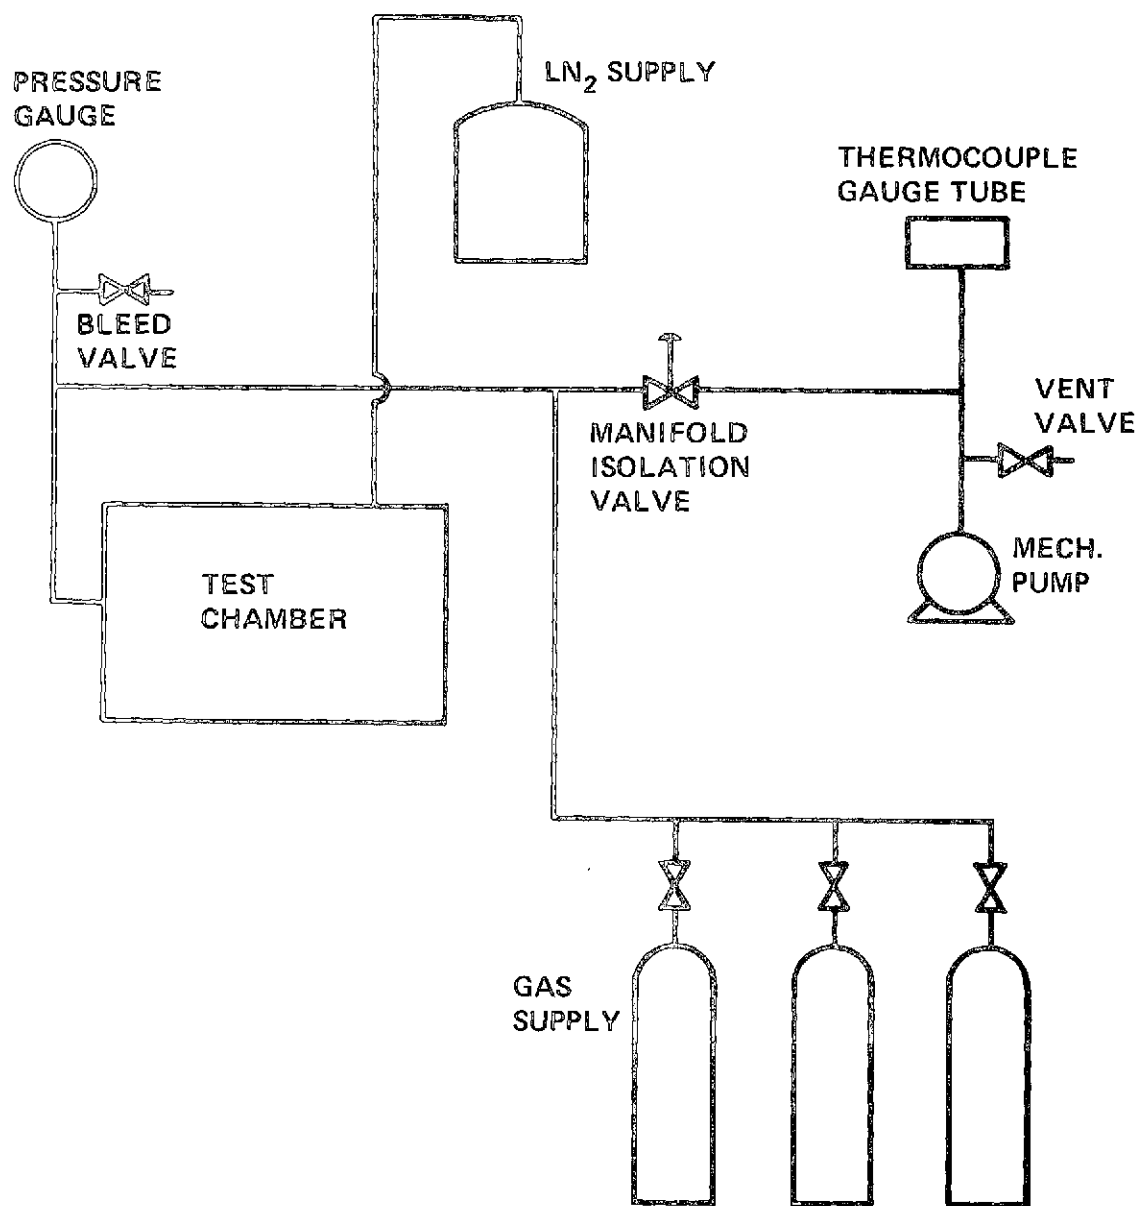 PRESSURE
GAUGE
LN2 SUPPLY
THERMOCOUPLE
GAUGE TUBE
BLEED
VALVE
VENT
VALVE
MANIFOLD
ISOLATION
VALVE
MECH.
PUMP
TEST
CHAMBER
GAS
SUPPLY